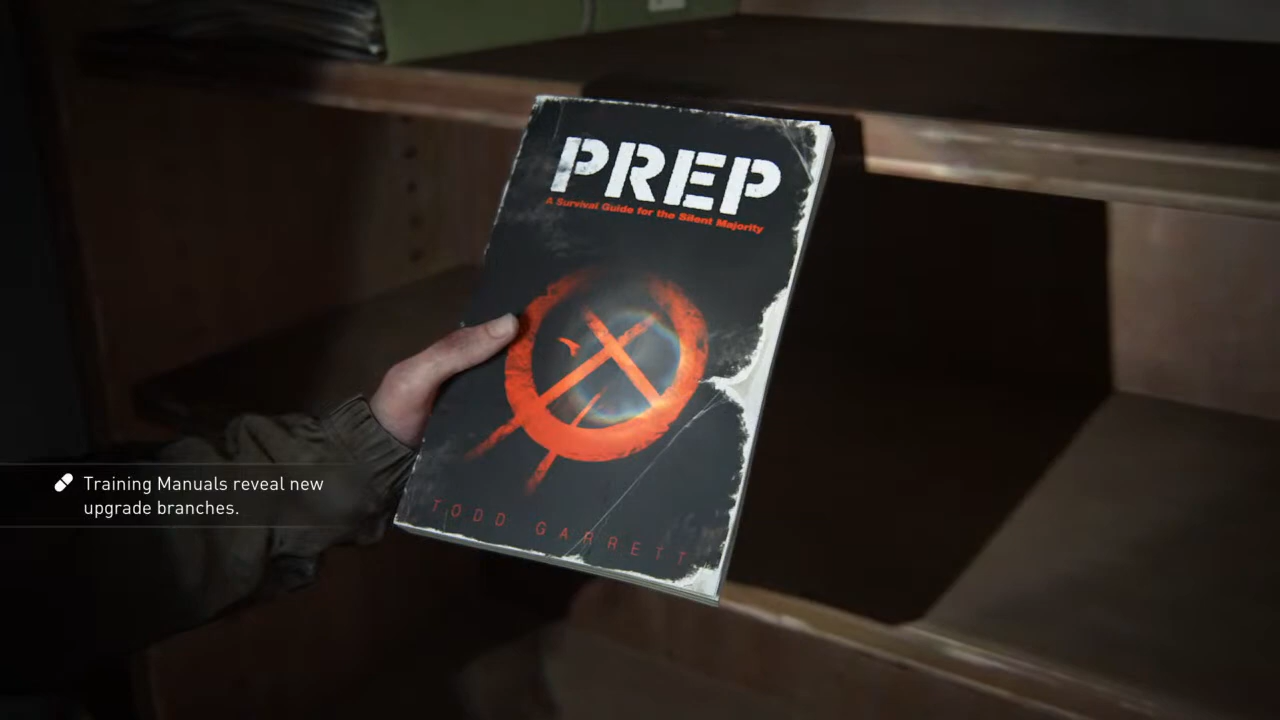 PREP
A Survival Guide for the Silent Majority
TODD GARRETT
Training Manuals reveal new
upgrade branches.